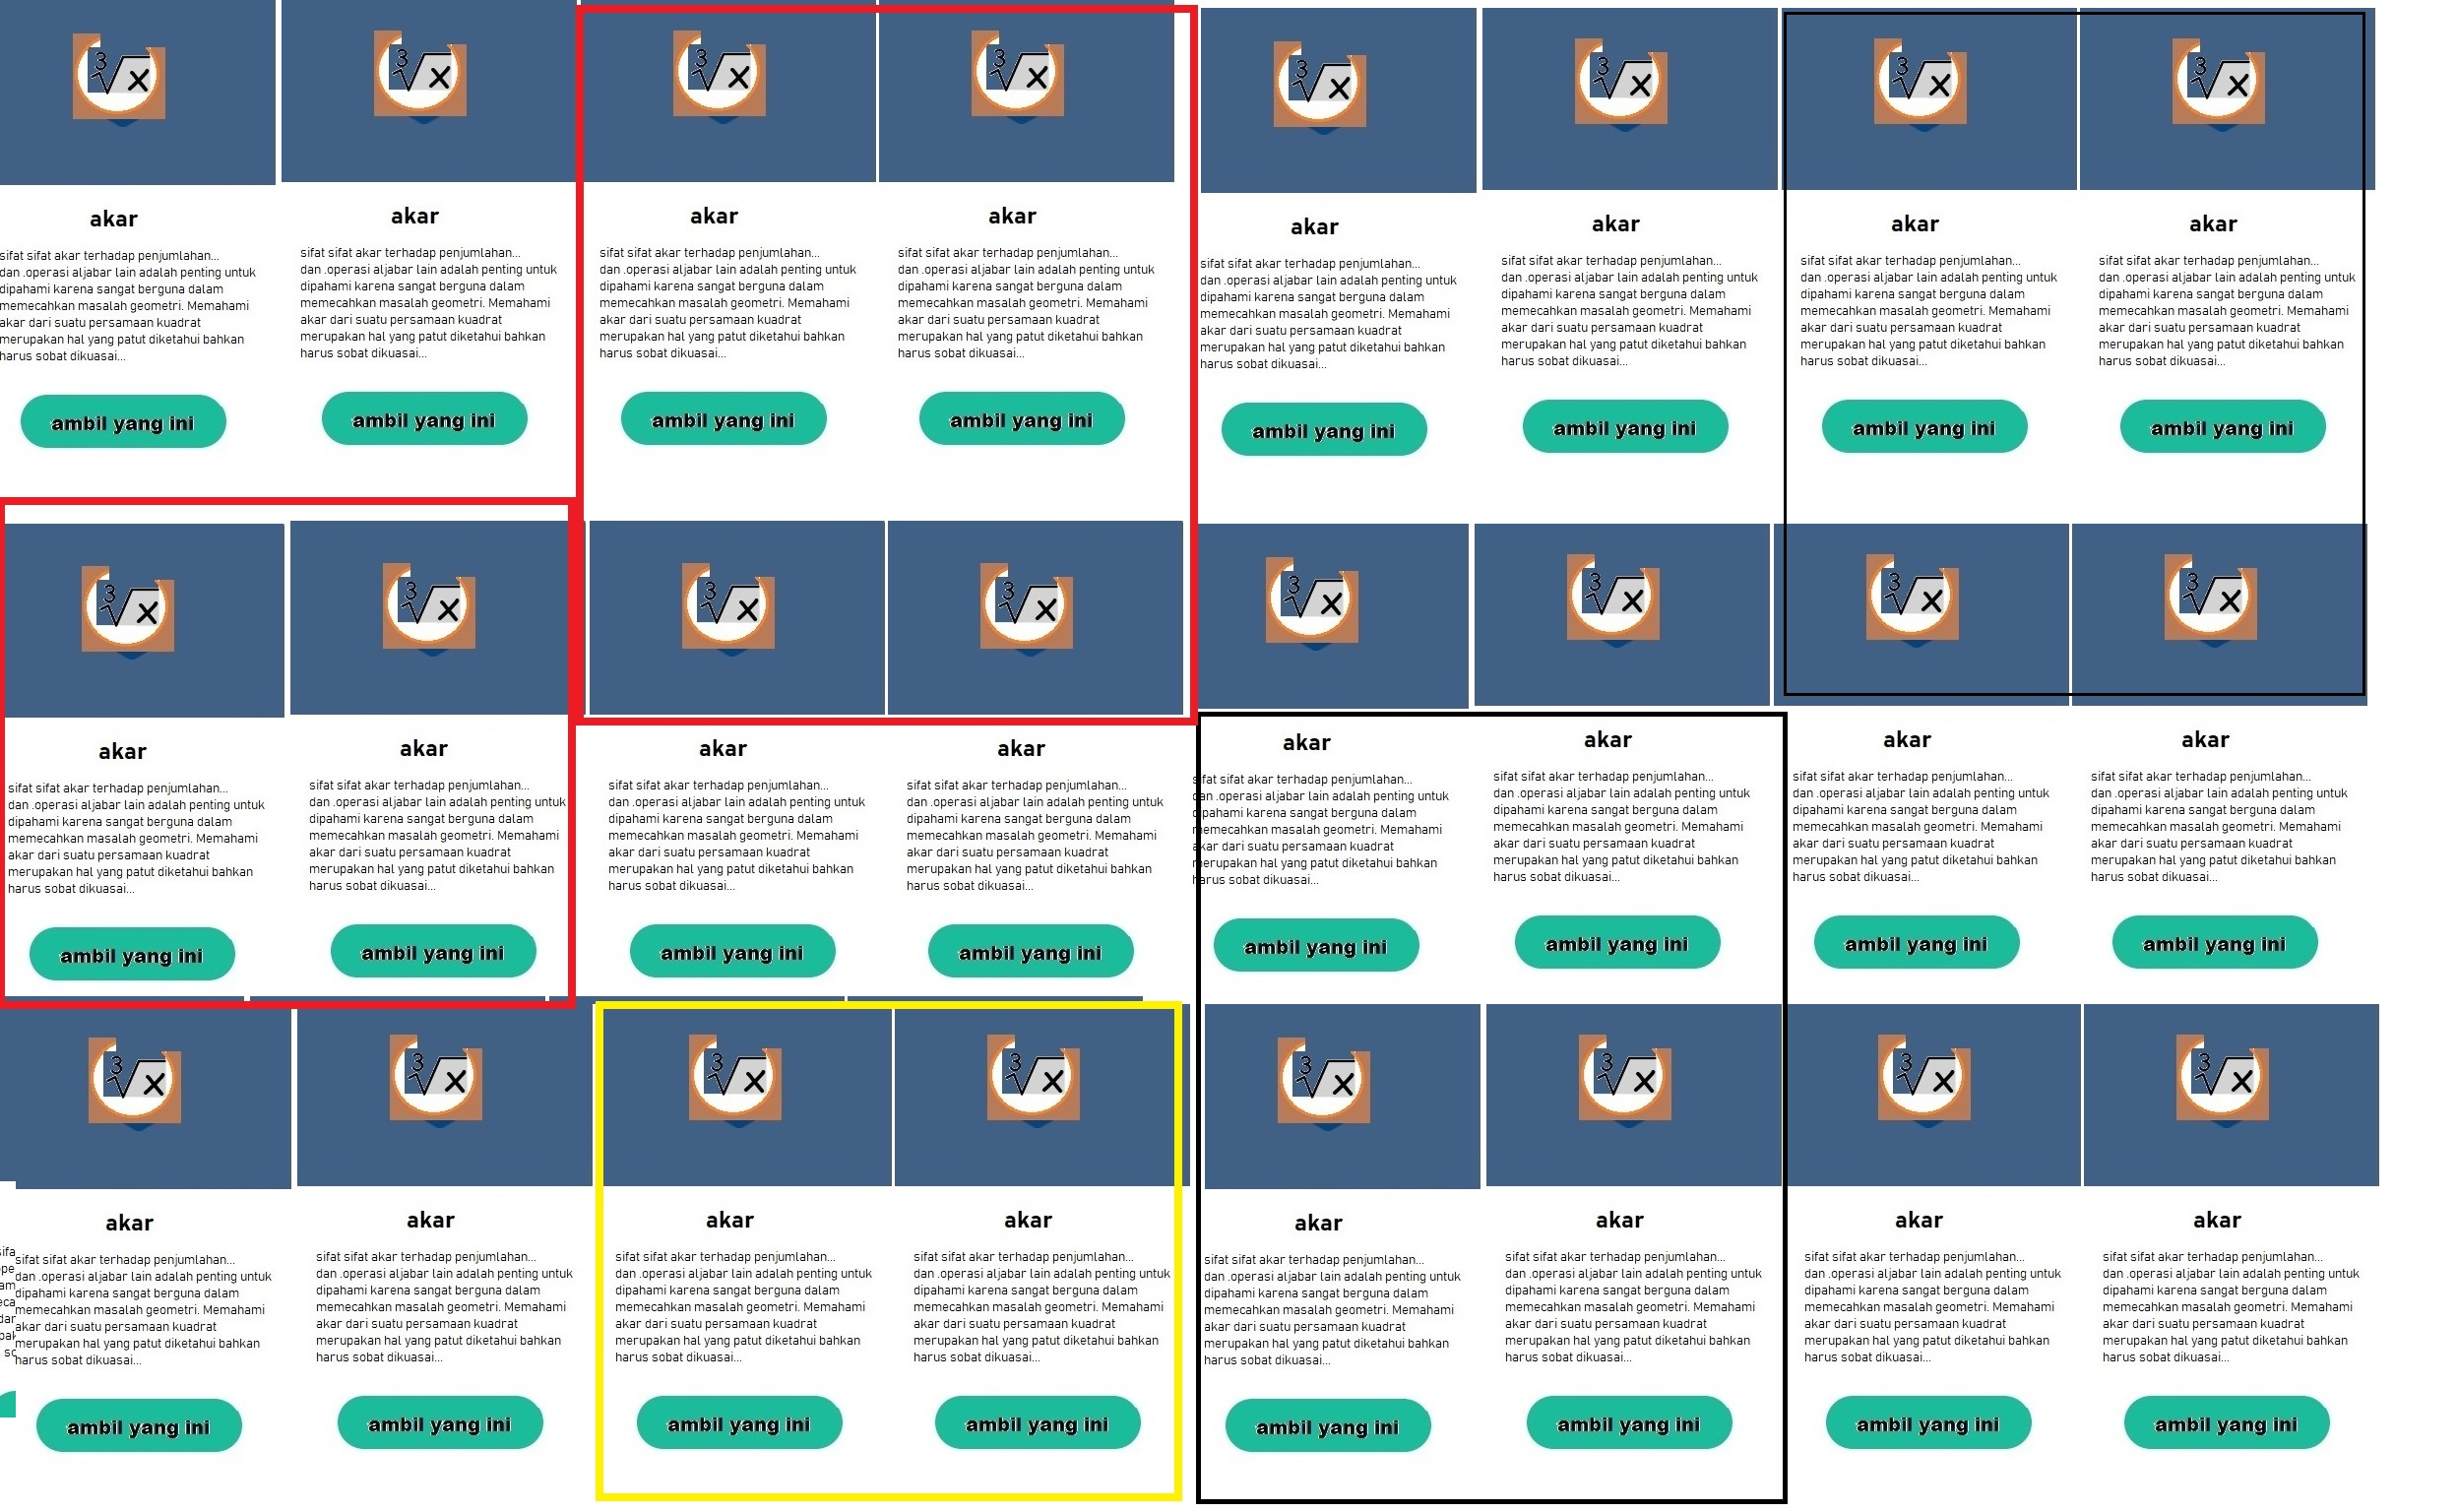 3√x
akar
sifat sifat akar terhadap penjumlahan...
dan .operasi aljabar lain adalah penting untuk
dipahami karena sangat berguna dalam
memecahkan masalah geometri. Memahami
akar dari suatu persamaan kuadrat
merupakan hal yang patut diketahui bahkan
harus sobat dikuasai...
ambil yang ini
3√x
akar
sifat sifat akar terhadap penjumlahan...
dan .operasi aljabar lain adalah penting untuk
dipahami karena sangat berguna dalam
memecahkan masalah geometri. Memahami
akar dari suatu persamaan kuadrat
merupakan hal yang patut diketahui bahkan
harus sobat dikuasai...
ambil yang ini
3√x
akar
sifat sifat akar terhadap penjumlahan...
dan .operasi aljabar lain adalah penting untuk
dipahami karena sangat berguna dalam
memecahkan masalah geometri. Memahami
akar dari suatu persamaan kuadrat
merupakan hal yang patut diketahui bahkan
harus sobat dikuasai...
ambil yang ini
3√x
akar
sifat sifat akar terhadap penjumlahan...
dan .operasi aljabar lain adalah penting untuk
dipahami karena sangat berguna dalam
memecahkan masalah geometri. Memahami
akar dari suatu persamaan kuadrat
merupakan hal yang patut diketahui bahkan
harus sobat dikuasai...
ambil yang ini
3√x
akar
sifat sifat akar terhadap penjumlahan...
dan .operasi aljabar lain adalah penting untuk
dipahami karena sangat berguna dalam
memecahkan masalah geometri. Memahami
akar dari suatu persamaan kuadrat
merupakan hal yang patut diketahui bahkan
harus sobat dikuasai...
ambil yang ini
3√x
akar
sifat sifat akar terhadap penjumlahan...
dan .operasi aljabar lain adalah penting untuk
dipahami karena sangat berguna dalam
memecahkan masalah geometri. Memahami
akar dari suatu persamaan kuadrat
merupakan hal yang patut diketahui bahkan
harus sobat dikuasai...
ambil yang ini
3√x
akar
sifat sifat akar terhadap penjumlahan...
dan .operasi aljabar lain adalah penting untuk
dipahami karena sangat berguna dalam
memecahkan masalah geometri. Memahami
akar dari suatu persamaan kuadrat
merupakan hal yang patut diketahui bahkan
harus sobat dikuasai...
ambil yang ini
3√x
akar
sifat sifat akar terhadap penjumlahan...
dan .operasi aljabar lain adalah penting untuk
dipahami karena sangat berguna dalam
memecahkan masalah geometri. Memahami
akar dari suatu persamaan kuadrat
merupakan hal yang patut diketahui bahkan
harus sobat dikuasai...
ambil yang ini
3√x
akar
sifat sifat akar terhadap penjumlahan...
dan .operasi aljabar lain adalah penting untuk
dipahami karena sangat berguna dalam
memecahkan masalah geometri. Memahami
akar dari suatu persamaan kuadrat
merupakan hal yang patut diketahui bahkan
harus sobat dikuasai...
ambil yang ini
3√x
akar
sifat sifat akar terhadap penjumlahan...
dan .operasi aljabar lain adalah penting untuk
dipahami karena sangat berguna dalam
memecahkan masalah geometri. Memahami
akar dari suatu persamaan kuadrat
merupakan hal yang patut diketahui bahkan
harus sobat dikuasai...
ambil yang ini
3√x
akar
sifat sifat akar terhadap penjumlahan...
dan .operasi aljabar lain adalah penting untuk
dipahami karena sangat berguna dalam
memecahkan masalah geometri. Memahami
akar dari suatu persamaan kuadrat
merupakan hal yang patut diketahui bahkan
harus sobat dikuasai...
ambil yang ini
3√x
akar
sifat sifat akar terhadap penjumlahan...
dan .operasi aljabar lain adalah penting untuk
dipahami karena sangat berguna dalam
memecahkan masalah geometri. Memahami
akar dari suatu persamaan kuadrat
merupakan hal yang patut diketahui bahkan
harus sobat dikuasai...
ambil yang ini
3√x
akar
sifat sifat akar terhadap penjumlahan...
dan .operasi aljabar lain adalah penting untuk
dipahami karena sangat berguna dalam
memecahkan masalah geometri. Memahami
akar dari suatu persamaan kuadrat
merupakan hal yang patut diketahui bahkan
harus sobat dikuasai...
ambil yang ini
3√x
akar
sifat sifat akar terhadap penjumlahan...
dan .operasi aljabar lain adalah penting untuk
dipahami karena sangat berguna dalam
memecahkan masalah geometri. Memahami
akar dari suatu persamaan kuadrat
merupakan hal yang patut diketahui bahkan
harus sobat dikuasai...
ambil yang ini
3√x
akar
sifat sifat akar terhadap penjumlahan...
dan .operasi aljabar lain adalah penting untuk
dipahami karena sangat berguna dalam
memecahkan masalah geometri. Memahami
akar dari suatu persamaan kuadrat
merupakan hal yang patut diketahui bahkan
harus sobat dikuasai...
ambil yang ini
3√x
akar
sifat sifat akar terhadap penjumlahan...
dan .operasi aljabar lain adalah penting untuk
dipahami karena sangat berguna dalam
memecahkan masalah geometri. Memahami
akar dari suatu persamaan kuadrat
merupakan hal yang patut diketahui bahkan
harus sobat dikuasai...
ambil yang ini
3√x
akar
sifat sifat akar terhadap penjumlahan...
dan .operasi aljabar lain adalah penting untuk
dipahami karena sangat berguna dalam
memecahkan masalah geometri. Memahami
akar dari suatu persamaan kuadrat
merupakan hal yang patut diketahui bahkan
harus sobat dikuasai...
ambil yang ini
3√x
akar
sifat sifat akar terhadap penjumlahan...
dan .operasi aljabar lain adalah penting untuk
dipahami karena sangat berguna dalam
memecahkan masalah geometri. Memahami
akar dari suatu persamaan kuadrat
merupakan hal yang patut diketahui bahkan
harus sobat dikuasai...
ambil yang ini
3√x
akar
sifat sifat akar terhadap penjumlahan...
dan .operasi aljabar lain adalah penting untuk
dipahami karena sangat berguna dalam
memecahkan masalah geometri. Memahami
akar dari suatu persamaan kuadrat
merupakan hal yang patut diketahui bahkan
harus sobat dikuasai...
ambil yang ini
3√x
akar
sifat sifat akar terhadap penjumlahan...
dan .operasi aljabar lain adalah penting untuk
dipahami karena sangat berguna dalam
memecahkan masalah geometri. Memahami
akar dari suatu persamaan kuadrat
merupakan hal yang patut diketahui bahkan
harus sobat dikuasai...
ambil yang ini
3√x
akar
sifat sifat akar terhadap penjumlahan...
dan .operasi aljabar lain adalah penting untuk
dipahami karena sangat berguna dalam
memecahkan masalah geometri. Memahami
akar dari suatu persamaan kuadrat
merupakan hal yang patut diketahui bahkan
harus sobat dikuasai...
ambil yang ini
3√x
akar
sifat sifat akar terhadap penjumlahan...
dan .operasi aljabar lain adalah penting untuk
dipahami karena sangat berguna dalam
memecahkan masalah geometri. Memahami
akar dari suatu persamaan kuadrat
merupakan hal yang patut diketahui bahkan
harus sobat dikuasai...
ambil yang ini
3√x
akar
sifat sifat akar terhadap penjumlahan...
dan .operasi aljabar lain adalah penting untuk
dipahami karena sangat berguna dalam
memecahkan masalah geometri. Memahami
akar dari suatu persamaan kuadrat
merupakan hal yang patut diketahui bahkan
harus sobat dikuasai...
ambil yang ini
3√x
akar
sifat sifat akar terhadap penjumlahan...
dan .operasi aljabar lain adalah penting untuk
dipahami karena sangat berguna dalam
memecahkan masalah geometri. Memahami
akar dari suatu persamaan kuadrat
merupakan hal yang patut diketahui bahkan
harus sobat dikuasai...
ambil yang ini